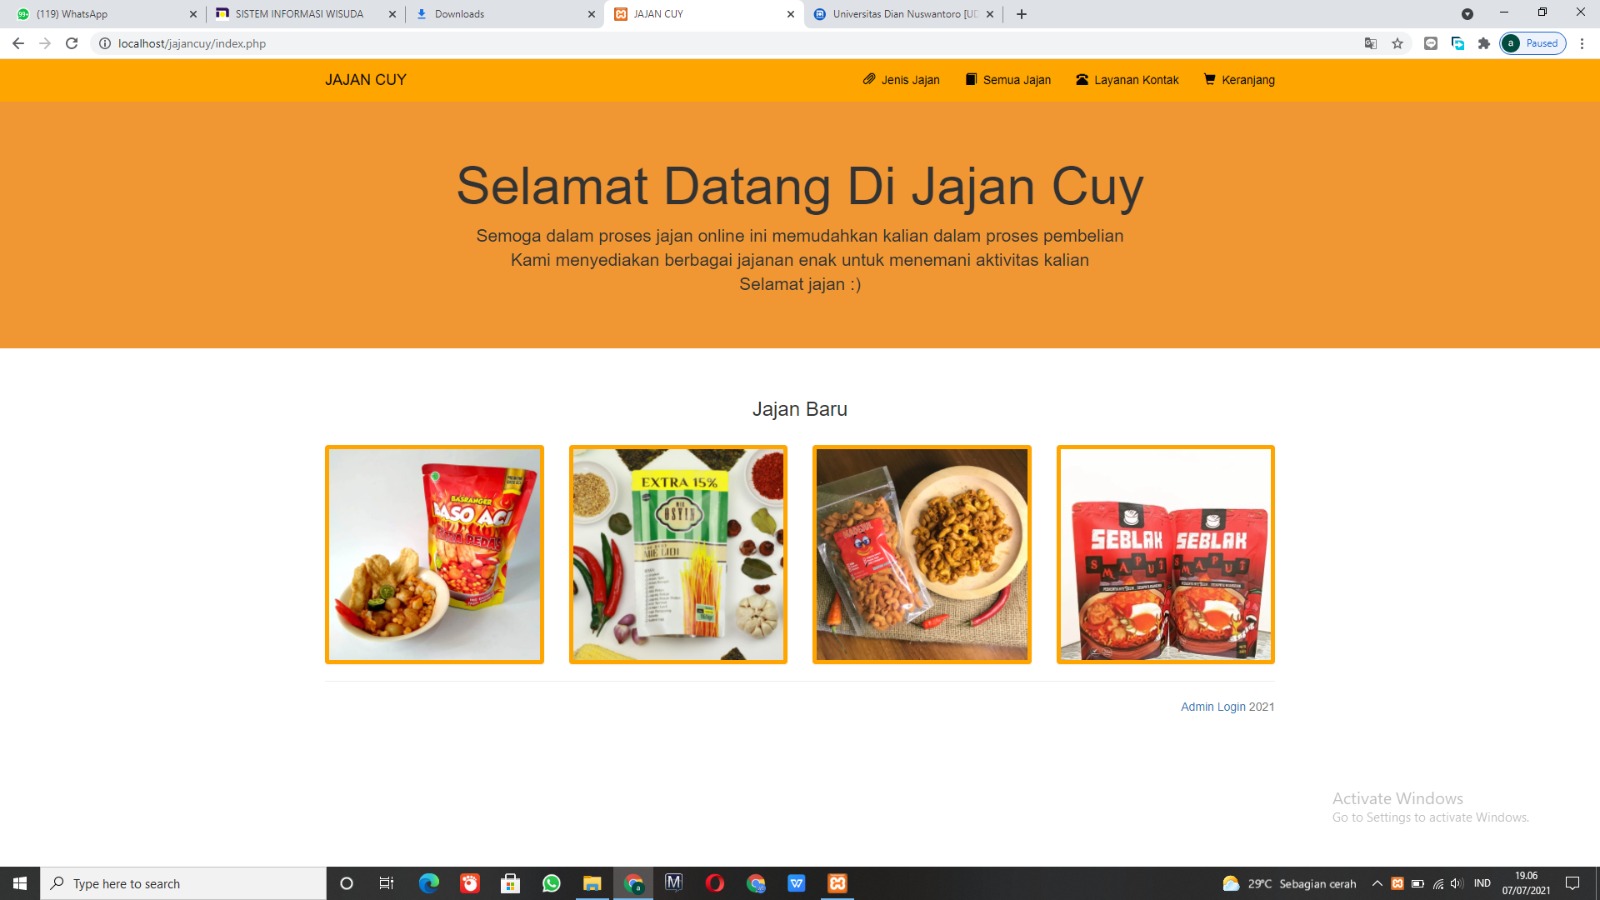 (119) WhatsApp
SISTEM INFORMASI WISUDA
Downloads
JAJAN CUY
Universitas Dian Nuswantoro [U
localhost/jajancuy/index.php
a Paused
JAJAN CUY
Jenis Jajan
Semua Jajan
Layanan Kontak
Keranjang
Selamat Datang Di Jajan Cuy
Semoga dalam proses jajan online ini memudahkan kalian dalam proses pembelian
Kami menyediakan berbagai jajanan enak untuk menemani aktivitas kalian
Selamat jajan :)
Jajan Baru
BASRANGER
BASO ACI
EXTRA 15%
SEBLAK
SMAPUT
SEBLAK
SMAPUT
Admin Login 2021
Activate Windows
Go to Settings to activate Windows.
Type here to search
29°C Sebagian cerah
IND
19.06
07/07/2021